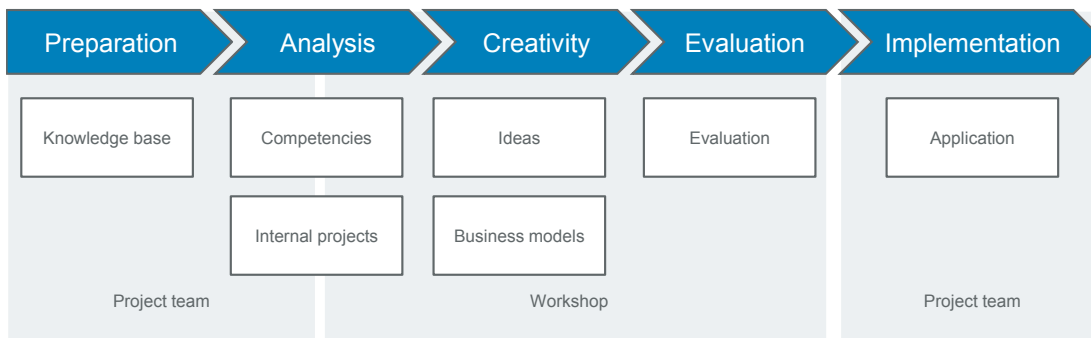 Preparation
Analysis
Creativity
Evaluation
Implementation
Knowledge base
Competencies
Ideas
Evaluation
Application
Internal projects
Business models
Project team
Workshop
Project team